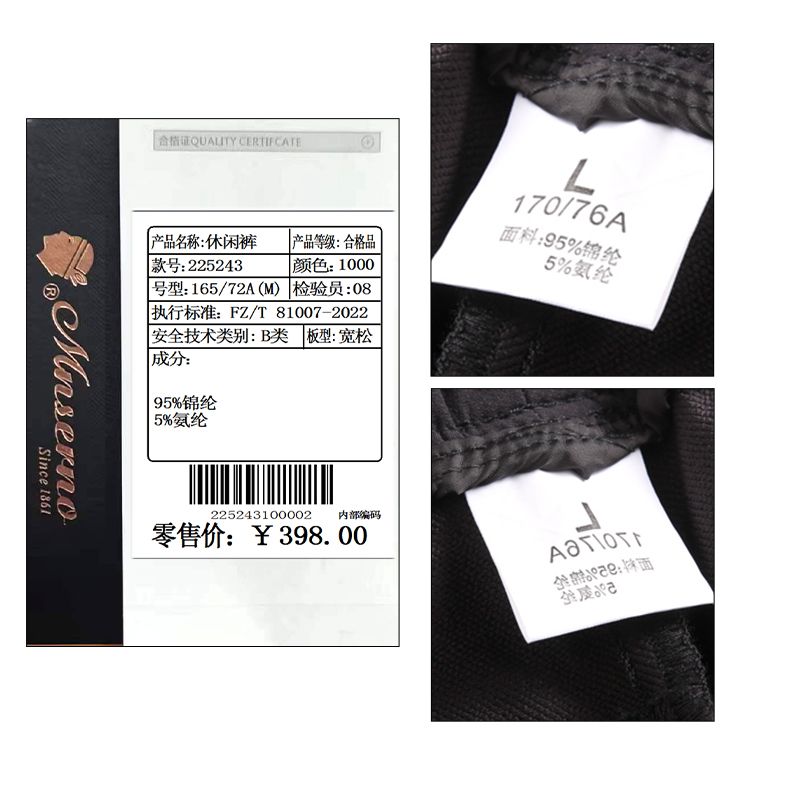 Mnserno
®
Since 1861
合格证QUALITY CERTIFCATE
产品名称:休闲裤 产品等级:合格品
款号:225243 颜色:1000
号型:165/72A(M) 检验员:08
执行标准: FZ/T 81007-2022
安全技术类别: B类 板型:宽松
成分:
95%锦纶
5%氨纶
225243100002 内部编码
零售价: ￥398.00
L
170/76A
面料:95%锦纶
5%氨纶
L
170/76A
面料:95%锦纶
5%氨纶